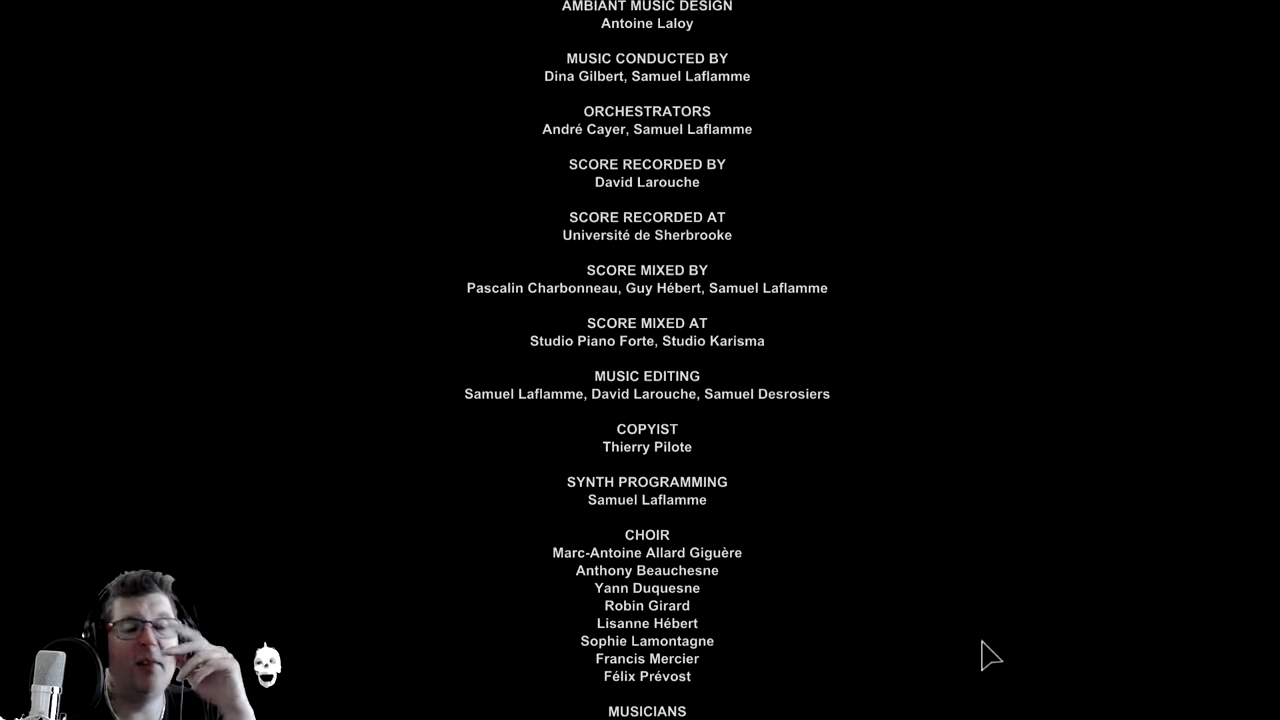 AMBIANT MUSIC DESIGN
Antoine Laloy
MUSIC CONDUCTED BY
Dina Gilbert, Samuel Laflamme
ORCHESTRATORS
André Cayer, Samuel Laflamme
SCORE RECORDED BY
David Larouche
SCORE RECORDED AT
Université de Sherbrooke
SCORE MIXED BY
Pascalin Charbonneau, Guy Hébert, Samuel Laflamme
SCORE MIXED AT
Studio Piano Forte, Studio Karisma
MUSIC EDITING
Samuel Laflamme, David Larouche, Samuel Desrosiers
COPYIST
Thierry Pilote
SYNTH PROGRAMMING
Samuel Laflamme
CHOIR
Marc-Antoine Allard Giguère
Anthony Beauchesne
Yann Duquesne
Robin Girard
Lisanne Hébert
Sophie Lamontagne
Francis Mercier
Félix Prévost
MUSICIANS